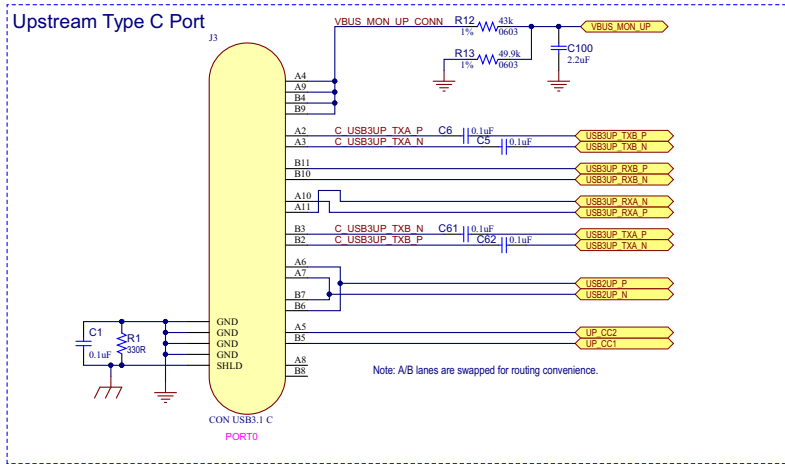 Upstream Type C Port
J3
VBUS_MON_UP_CONN
R12 43k
1% 0603
VBUS_MON_UP
R13 49.9k
1% 0603
C100
2.2uF
A4
A9
B4
B9
A2 C_USB3UP_TXA_P C6 0.1uF USB3UP_TXB_P
A3 C_USB3UP_TXA_N C5 0.1uF USB3UP_TXB_N
B11 USB3UP_RXB_P
B10 USB3UP_RXB_N
A10 USB3UP_RXA_N
A11 USB3UP_RXA_P
B3 C_USB3UP_TXB_N C61 0.1uF USB3UP_TXA_P
B2 C_USB3UP_TXB_P C62 0.1uF USB3UP_TXA_N
A6
A7 USB2UP_P
B7 USB2UP_N
B6
GND
A5 UP_CC2
GND
B5 UP_CC1
GND
GND
A8
SHLD
B8
C1
0.1uF
R1
330R
Note: A/B lanes are swapped for routing convenience.
CON USB3.1 C
PORT0